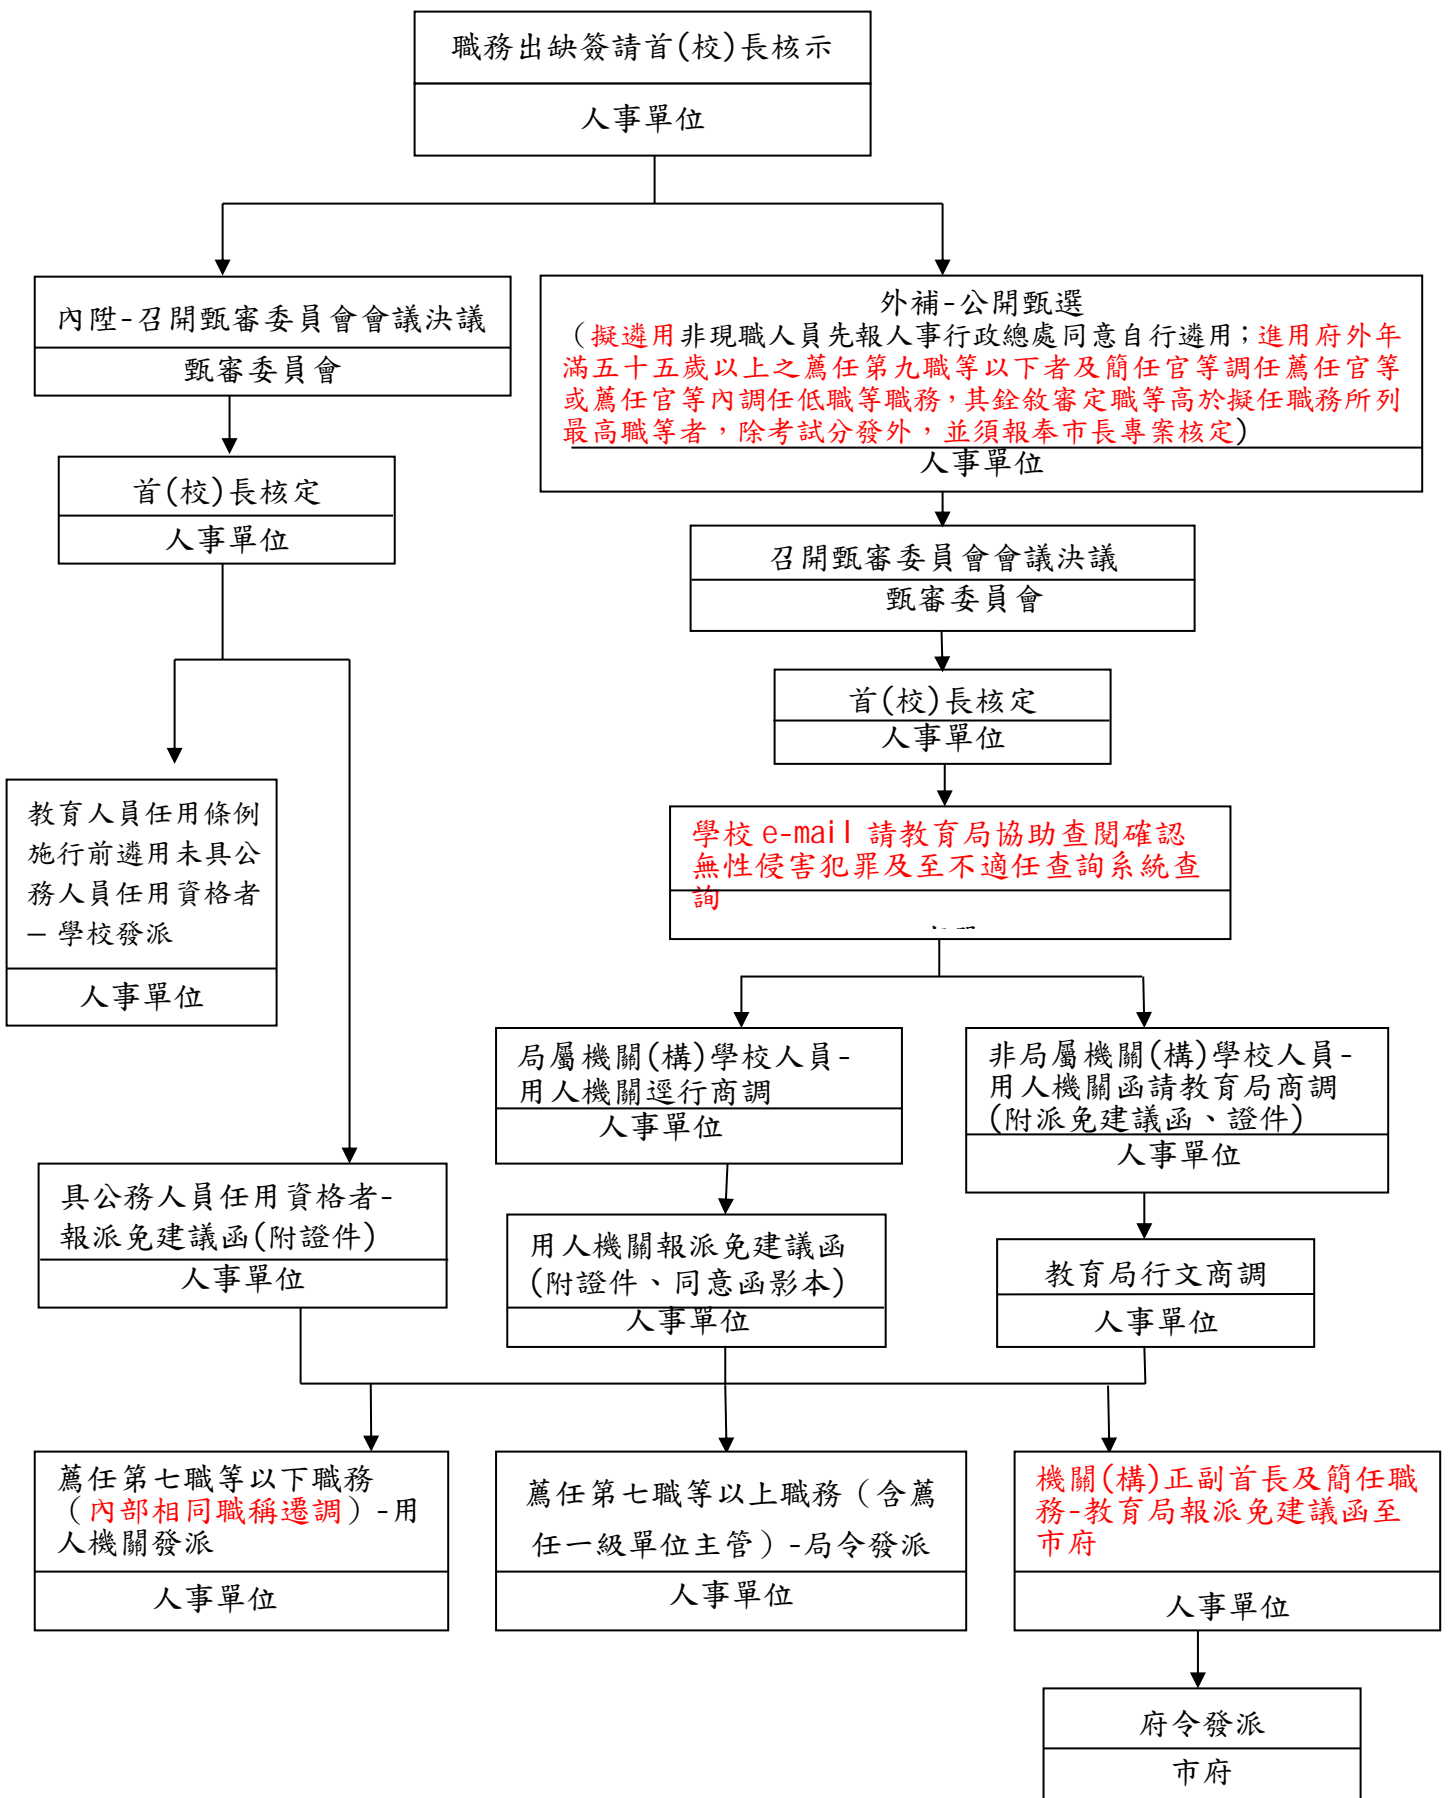 職務出缺簽請首(校)長核示
人事單位
內陞-召開甄審委員會會議決議
甄審委員會
外補-公開甄選
（擬遴用非現職人員先報人事行政總處同意自行遴用；進用府外年
滿五十五歲以上之薦任第九職等以下者及簡任官等調任薦任官等
或薦任官等內調任低職等職務，其銓敘審定職等高於擬任職務所列
最高職等者，除考試分發外，並須報奉市長專案核定)
人事單位
首(校)長核定
人事單位
召開甄審委員會會議決議
甄審委員會
首(校)長核定
人事單位
教育人員任用條例
施行前遴用未具公
務人員任用資格者
– 學校發派
人事單位
學校 e-mail 請教育局協助查閱確認
無性侵害犯罪及至不適任查詢系統查
詢
局屬機關(構)學校人員-
用人機關逕行商調
人事單位
非局屬機關(構)學校人員-
用人機關函請教育局商調
(附派免建議函、證件)
人事單位
具公務人員任用資格者-
報派免建議函(附證件)
人事單位
用人機關報派免建議函
(附證件、同意函影本)
人事單位
教育局行文商調
人事單位
薦任第七職等以下職務
（內部相同職稱遷調）-用
人機關發派
人事單位
薦任第七職等以上職務（含薦
任一級單位主管）-局令發派
人事單位
機關(構)正副首長及簡任職
務-教育局報派免建議函至
市府
人事單位
府令發派
市府